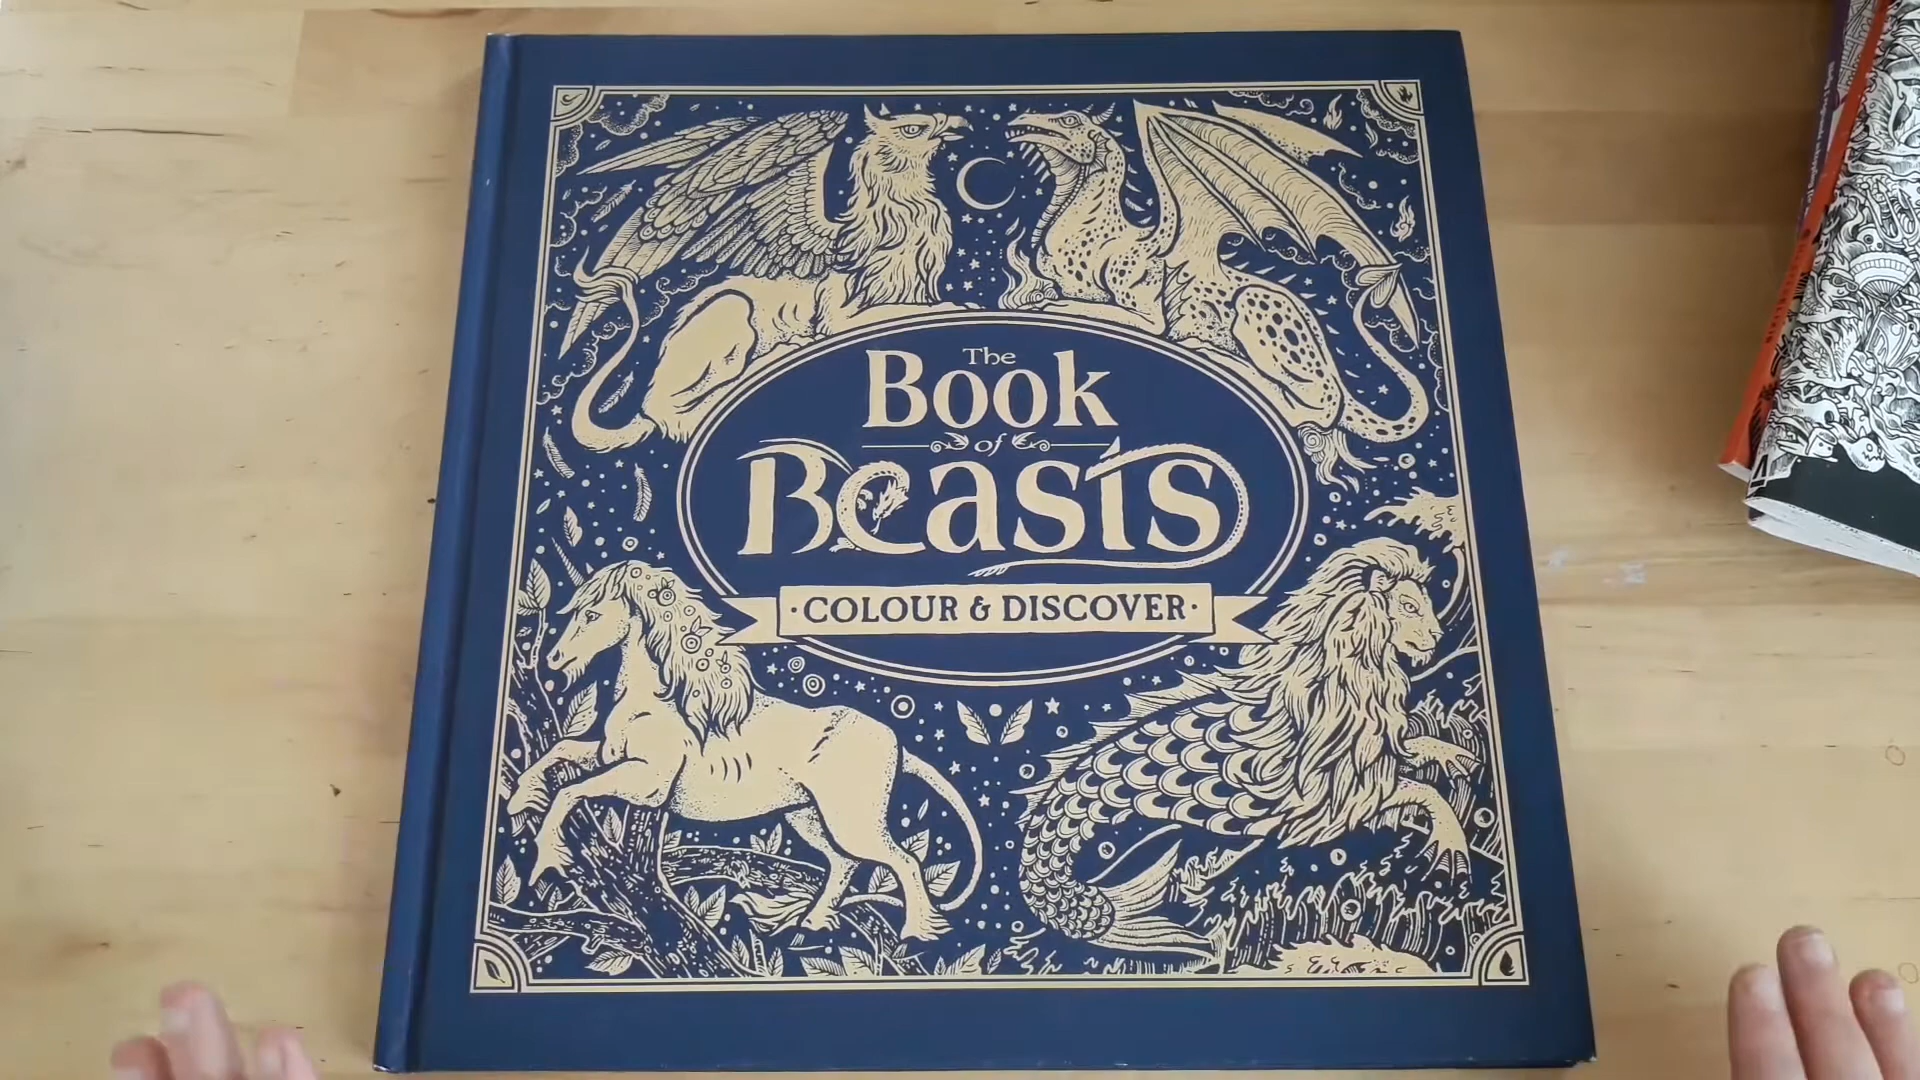 The
Book
of
Beasts
·COLOUR & DISCOVER·